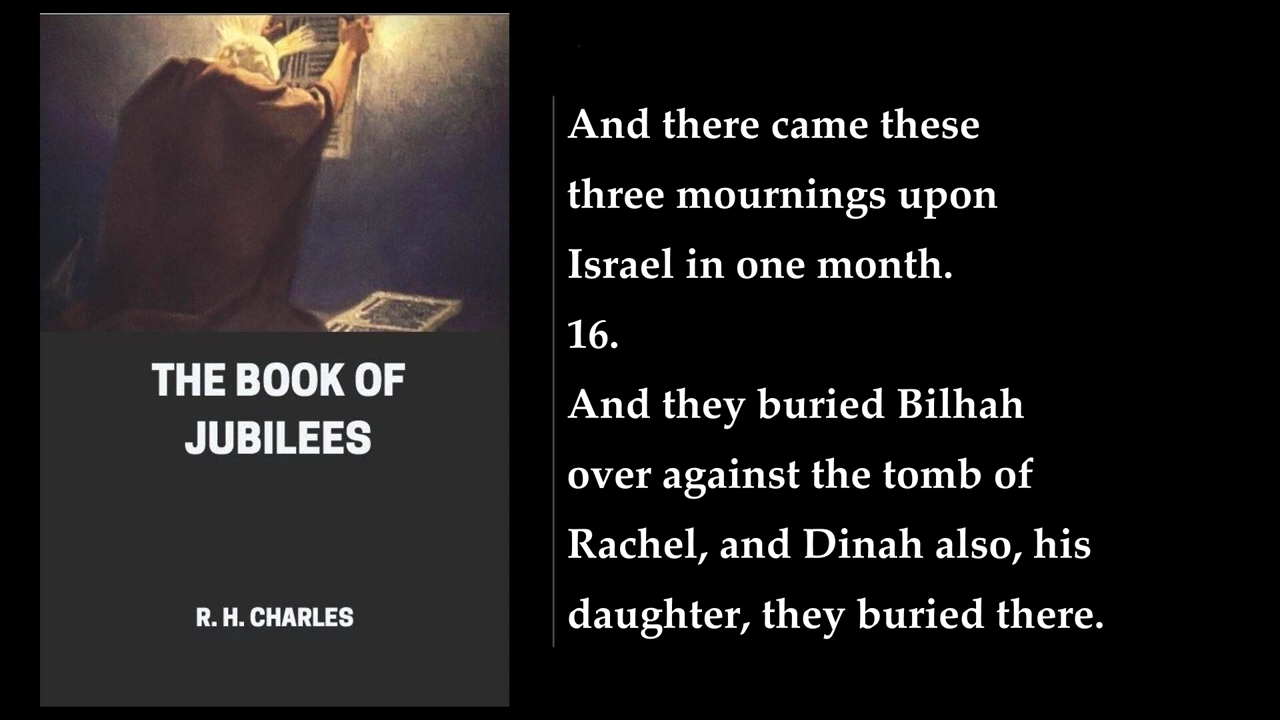 THE BOOK OF
JUBILEES
R. H. CHARLES
And there came these
three mournings upon
Israel in one month.
16.
And they buried Bilhah
over against the tomb of
Rachel, and Dinah also, his
daughter, they buried there.